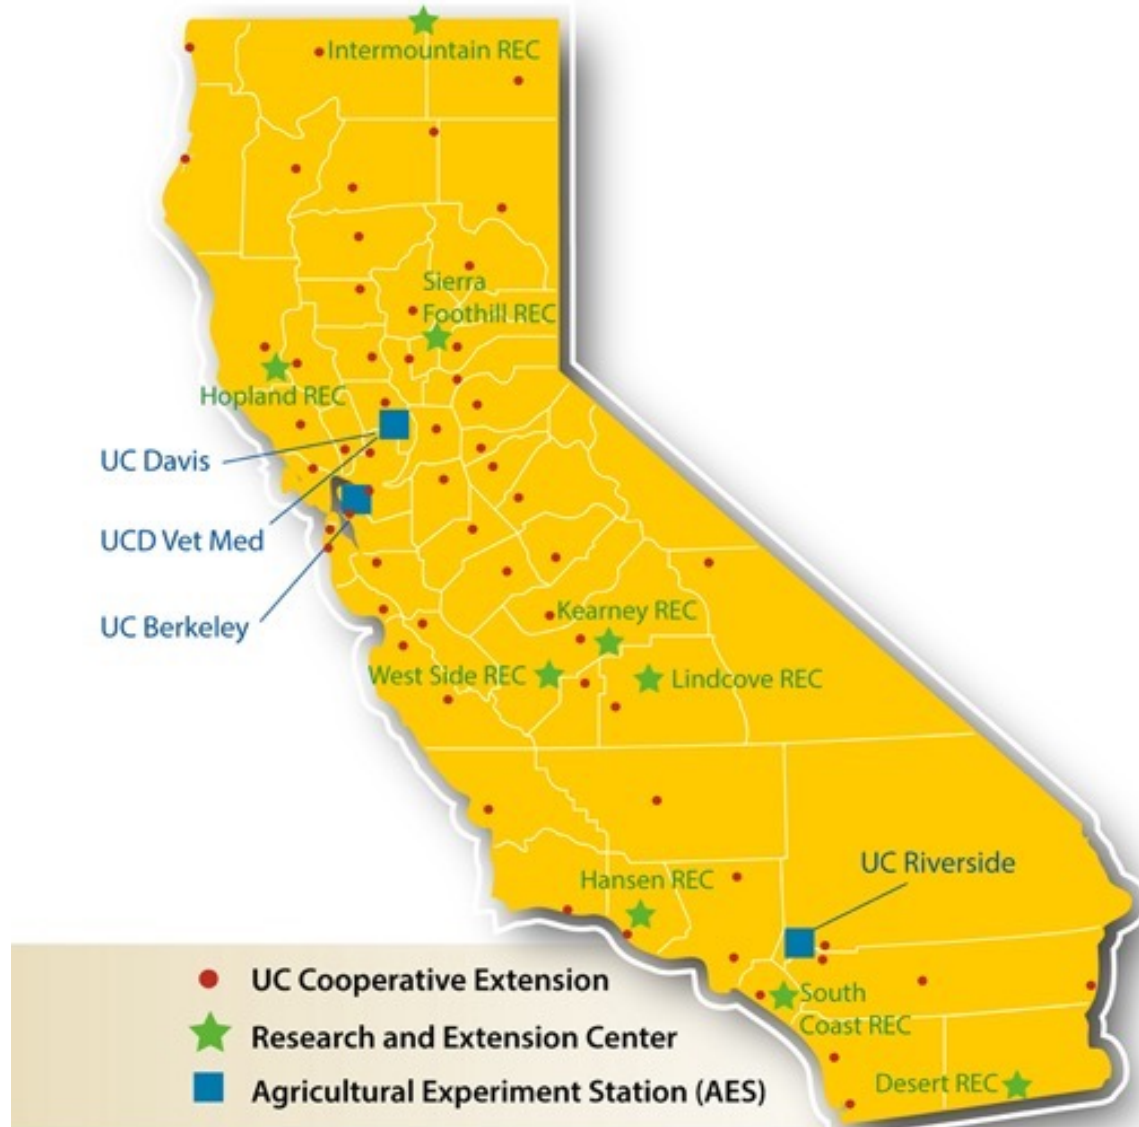 Intermountain REC
Sierra
Foothill REC
Hopland REC
UC Davis
UCD Vet Med
UC Berkeley
Kearney REC
West Side REC
Lindcove REC
UC Riverside
Hansen REC
South
Coast REC
Desert REC
UC Cooperative Extension
Research and Extension Center
Agricultural Experiment Station (AES)